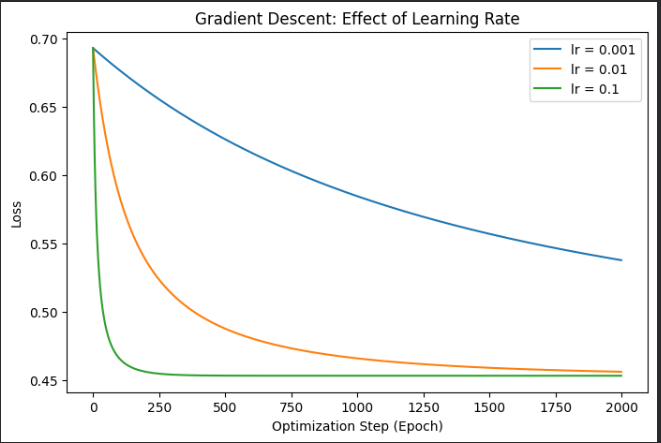 Gradient Descent: Effect of Learning Rate
0.70
0.65
0.60
0.55
0.50
0.45
Loss
lr = 0.001
lr = 0.01
lr = 0.1
0 250 500 750 1000 1250 1500 1750 2000
Optimization Step (Epoch)